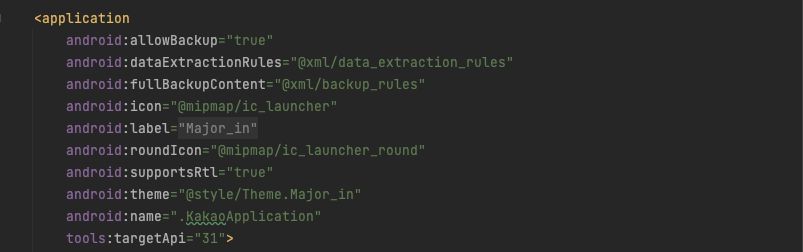 <application
android:allowBackup="true"
android:dataExtractionRules="@xml/data_extraction_rules"
android:fullBackupContent="@xml/backup_rules"
android:icon="@mipmap/ic_launcher"
android:label="Major_in"
android:roundIcon="@mipmap/ic_launcher_round"
android:supportsRtl="true"
android:theme="@style/Theme.Major_in"
android:name=".KakaoApplication"
tools:targetApi="31">